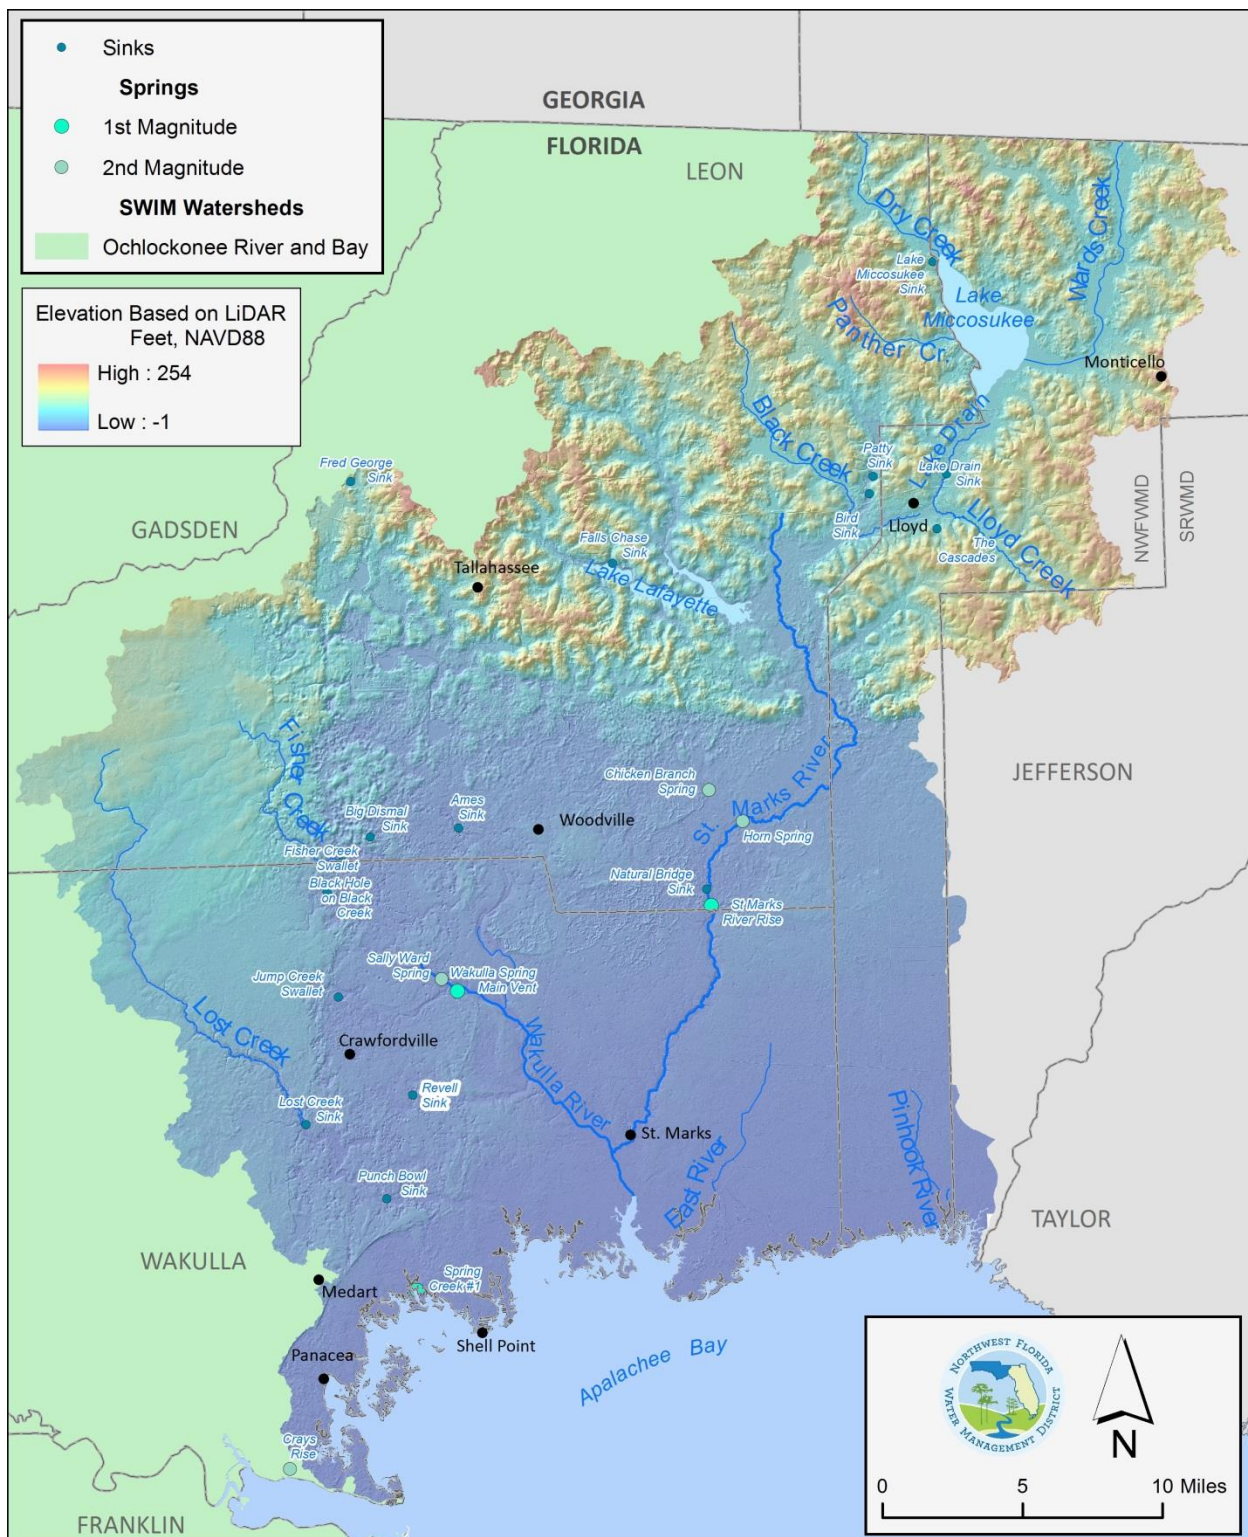 Sinks
Springs
1st Magnitude
2nd Magnitude
SWIM Watersheds
Ochlockonee River and Bay
Elevation Based on LiDAR
Feet, NAVD88
High : 254
Low : -1
GEORGIA
FLORIDA
LEON
Dry Creek
Wards Creek
Lake
Miccosukee
Sink
Lake
Miccosukee
Panther Cr.
Monticello
Black Creek
Lake Drain
Patty
Sink
Lake Drain
Sink
Fred George
Sink
GADSDEN
Bird
Sink
Lloyd
Lloyd Creek
The
Cascades
NWFWMD
SRWMD
Falls Chase
Sink
Tallahassee
Lake Lafayette
Fisher Creek
JEFFERSON
Chicken Branch
Spring
St. Marks River
Big Dismal
Sink
Ames
Sink
Woodville
Horn Spring
Fisher Creek
Swallet
Black Hole
on Black
Creek
Natural Bridge
Sink
St Marks
River Rise
Sally Ward
Spring
Wakulla Spring
Main Vent
Jump Creek
Swallet
Lost Creek
Crawfordville
Wakulla River
Revell
Sink
Lost Creek
Sink
St. Marks
East River
Pinhook River
Punch Bowl
Sink
TAYLOR
WAKULLA
Medart
Spring
Creek #1
Shell Point
Panacea
Apalachee Bay
Crays
Rise
FRANKLIN
NORTHWEST FLORIDA
WATER MANAGEMENT DISTRICT
N
0 5 10 Miles